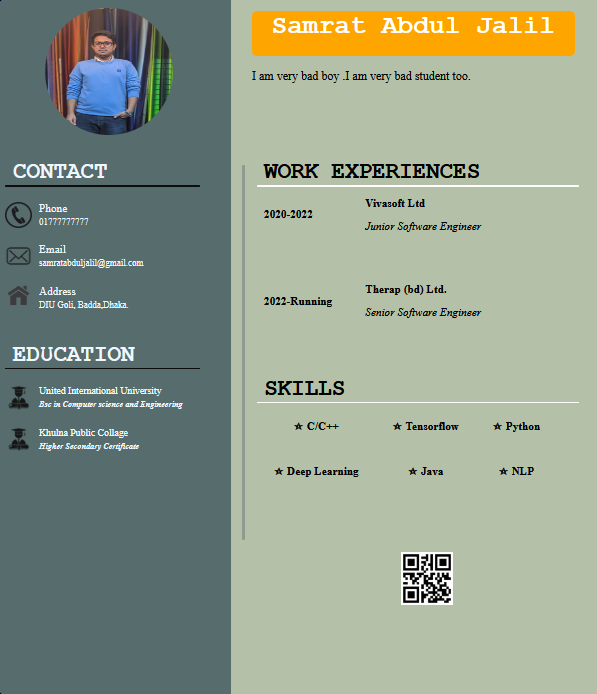 Samrat Abdul Jalil
I am very bad boy .I am very bad student too.
CONTACT
Phone
01777777777
Email
samratabduljalil@gmail.com
Address
DIU Goli, Badda,Dhaka.
EDUCATION
United International University
Bsc in Computer science and Engineering
Khulna Public Collage
Higher Secondary Certificate
WORK EXPERIENCES
2020-2022
Vivasoft Ltd
Junior Software Engineer
2022-Running
Therap (bd) Ltd.
Senior Software Engineer
SKILLS
☆ C/C++ ☆ Tensorflow ☆ Python
☆ Deep Learning ☆ Java ☆ NLP